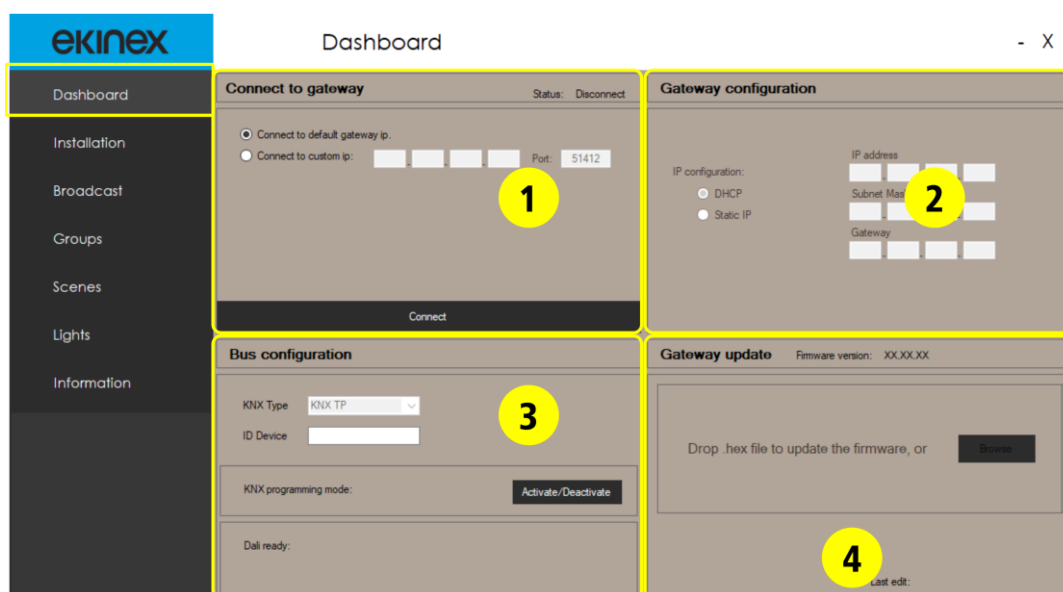 ekinex
Dashboard
- X
Dashboard
Installation
Broadcast
Groups
Scenes
Lights
Information
Connect to gateway
Status: Disconnect
Connect to default gateway ip.
Connect to custom ip: . . . Port: 51412
1
Connect
Gateway configuration
IP configuration:
DHCP
Static IP
IP address
. . .
Subnet
. . .
Gateway
. . .
2
Bus configuration
KNX Type KNX TP
ID Device
3
KNX programming mode: Activate/Deactivate
Dali ready:
Gateway update Firmware version: XX.XX.XX
Drop .hex file to update the firmware, or Browse
4
Last edit: